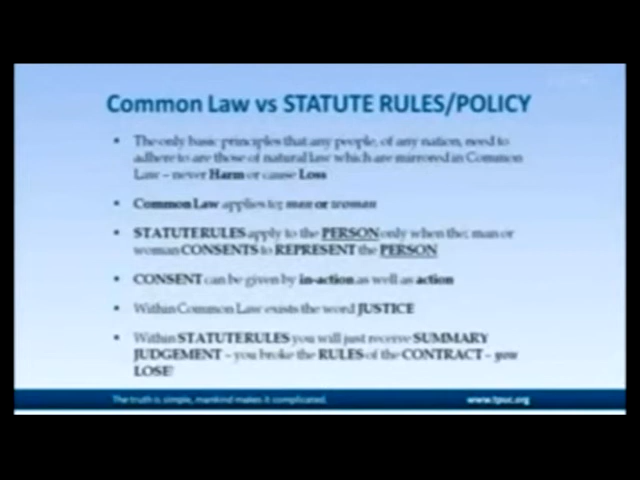 Common Law vs STATUTE RULES/POLICY
• The only basic principles that any people, of any nation, need to
adhere to are those of natural law which are mirrored in Common
Law – never Harm or cause Loss
• Common Law applies to; man or woman
• STATUTE RULES apply to the PERSON only when the; man or
woman CONSENTS to REPRESENT the PERSON
• CONSENT can be given by in-action as well as action
• Within Common Law exists the word JUSTICE
• Within STATUTE RULES you will just receive SUMMARY
JUDGEMENT – you broke the RULES of the CONTRACT – you
LOSE!
The truth is simple, mankind makes it complicated.
www.tpuc.org